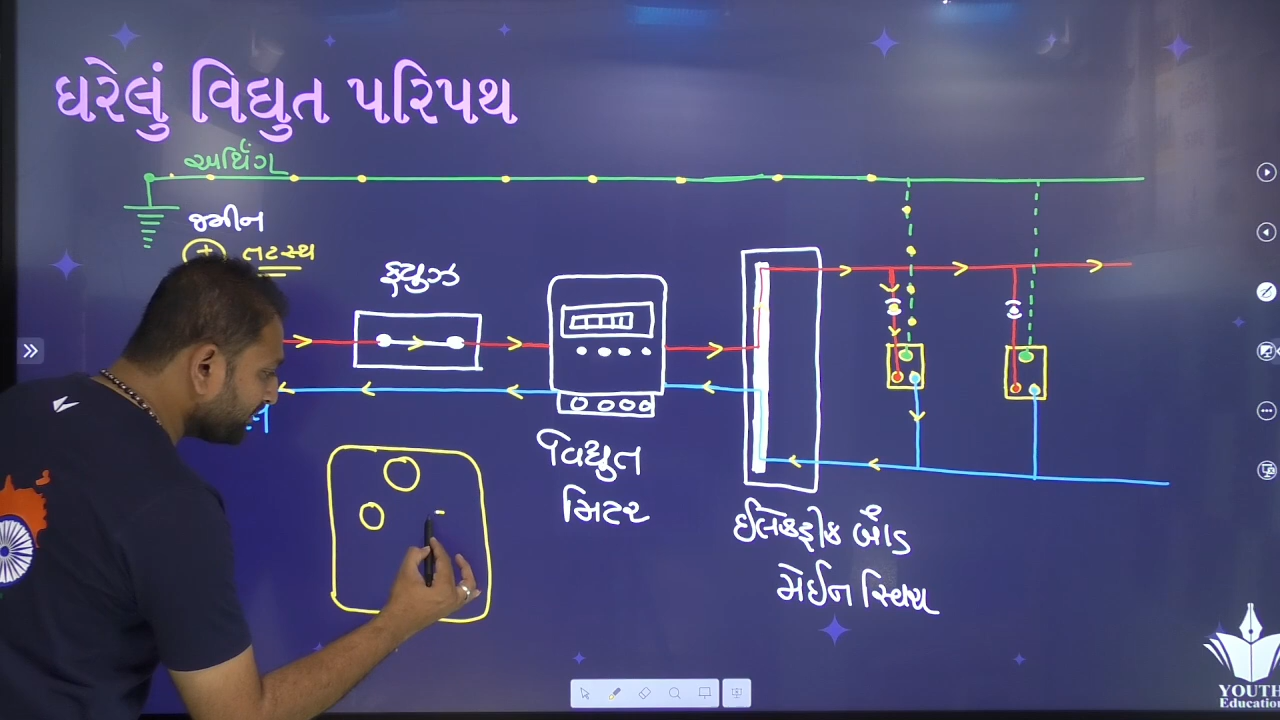 ઘરેલું વિદ્યુત પરિપથ
અર્થિંગ
જમીન
+ તટસ્થ
ફ્યુઝ
વિદ્યુત
મિટર
ઈલેક્ટ્રીક બોર્ડ
મેઈન સ્વિચ
YOUTH
Education